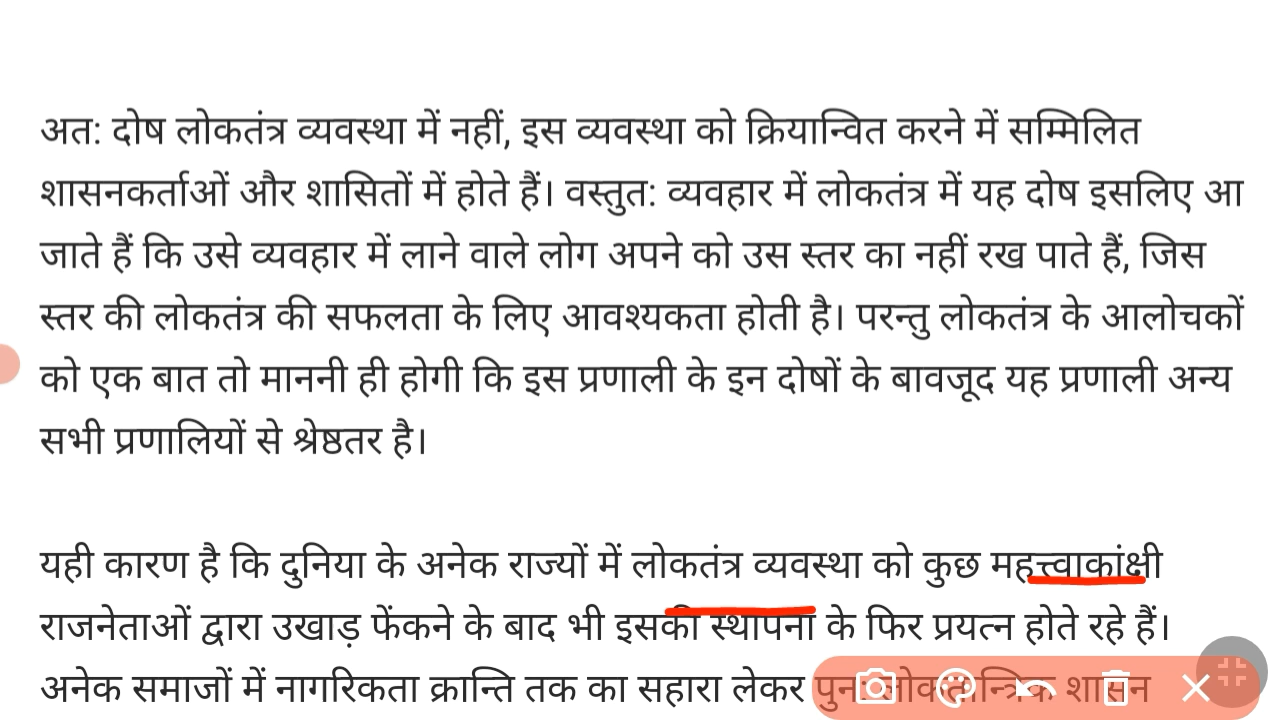 अत: दोष लोकतंत्र व्यवस्था में नहीं, इस व्यवस्था को क्रियान्वित करने में सम्मिलित
शासनकर्ताओं और शासितों में होते हैं। वस्तुत: व्यवहार में लोकतंत्र में यह दोष इसलिए आ
जाते हैं कि उसे व्यवहार में लाने वाले लोग अपने को उस स्तर का नहीं रख पाते हैं, जिस
स्तर की लोकतंत्र की सफलता के लिए आवश्यकता होती है। परन्तु लोकतंत्र के आलोचकों
को एक बात तो माननी ही होगी कि इस प्रणाली के इन दोषों के बावजूद यह प्रणाली अन्य
सभी प्रणालियों से श्रेष्ठतर है।
यही कारण है कि दुनिया के अनेक राज्यों में लोकतंत्र व्यवस्था को कुछ महत्त्वाकांक्षी
राजनेताओं द्वारा उखाड़ फेंकने के बाद भी इसकी स्थापना के फिर प्रयत्न होते रहे हैं।
अनेक समाजों में नागरिकता क्रान्ति तक का सहारा लेकर पुन: लोकतान्त्रिक शासन